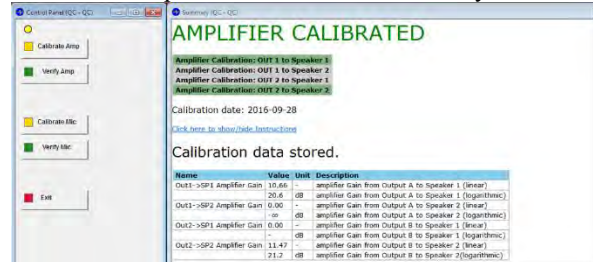 Control Panel (QC - QC)
Calibrate Amp
Verify Amp
Calibrate Mic
Verify Mic
Exit
Summary (QC - QC)
AMPLIFIER CALIBRATED
Amplifier Calibration: OUT 1 to Speaker 1
Amplifier Calibration: OUT 1 to Speaker 2
Amplifier Calibration: OUT 2 to Speaker 1
Amplifier Calibration: OUT 2 to Speaker 2
Calibration date: 2016-09-28
Click here to show/hide Instructions
Calibration data stored.
Name Value Unit Description
Out1->SP1 Amplifier Gain 10.66 - amplifier Gain from Output A to Speaker 1 (linear)
20.6 dB amplifier Gain from Output A to Speaker 1 (logarithmic)
Out1->SP2 Amplifier Gain 0.00 - amplifier Gain from Output A to Speaker 2 (linear)
-∞ dB amplifier Gain from Output A to Speaker 2 (logarithmic)
Out2->SP1 Amplifier Gain 0.00 - amplifier Gain from Output B to Speaker 1 (linear)
- dB amplifier Gain from Output B to Speaker 1 (logarithmic)
Out2->SP2 Amplifier Gain 11.47 - amplifier Gain from Output B to Speaker 2 (linear)
21.2 dB amplifier Gain from Output B to Speaker 2(logarithmic)